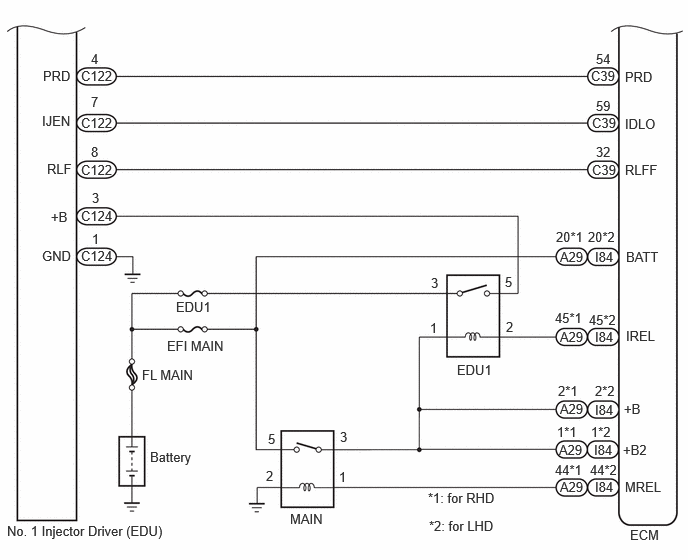 4 54
PRD C122 C39 PRD
7 59
IJEN C122 C39 IDLO
8 32
RLF C122 C39 RLFF
3
+B C124
1 20*1 20*2
GND C124 A29 I84 BATT
3 5
EDU1
45*1 45*2
1 2 A29 I84 IREL
EFI MAIN
EDU1
FL MAIN
2*1 2*2
A29 I84 +B
1*1 1*2
5 3 A29 I84 +B2
Battery
44*1 44*2
2 1 A29 I84 MREL
*1: for RHD
MAIN
*2: for LHD
No. 1 Injector Driver (EDU)
ECM